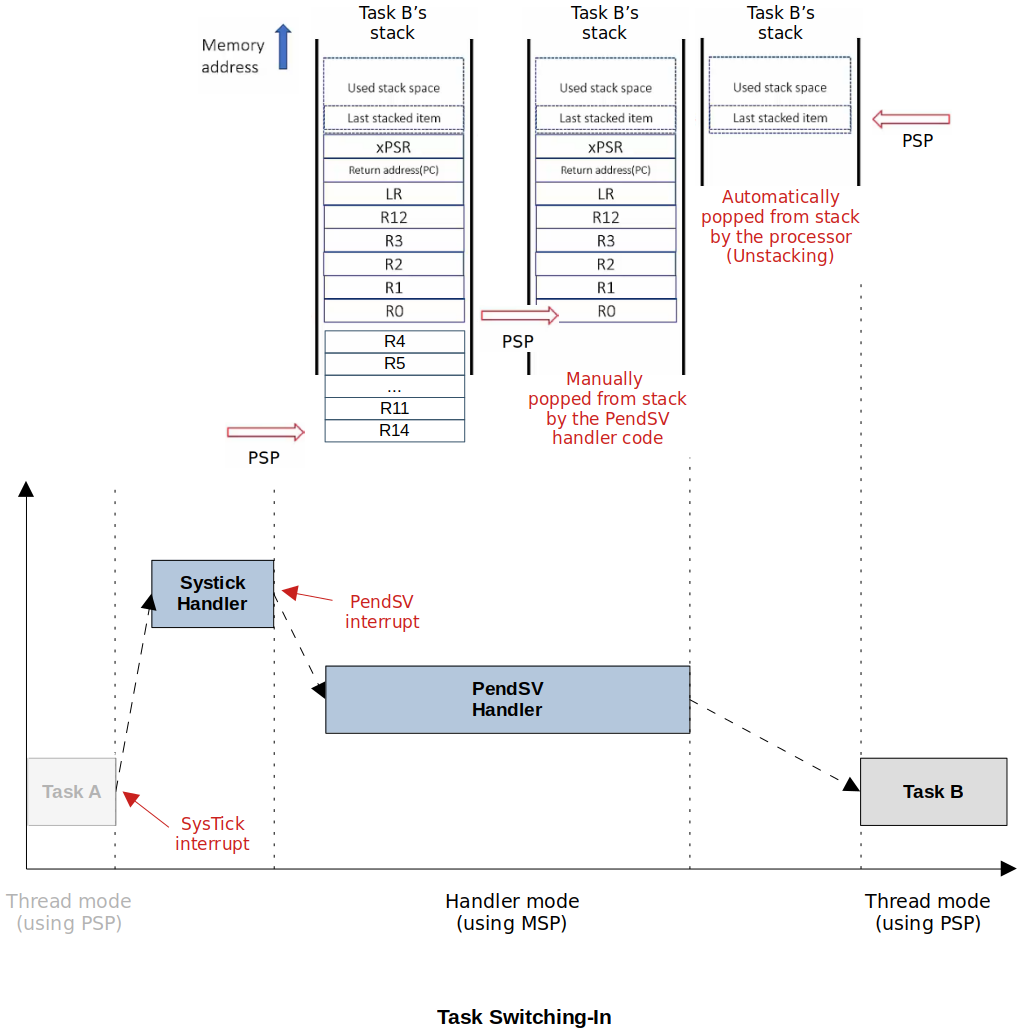 Memory
address
Task B’s
stack
Used stack space
Last stacked item
xPSR
Return address(PC)
LR
R12
R3
R2
R1
R0
R4
R5
...
R11
R14
PSP
Task B’s
stack
Used stack space
Last stacked item
xPSR
Return address(PC)
LR
R12
R3
R2
R1
R0
PSP
Manually
popped from stack
by the PendSV
handler code
Task B’s
stack
Used stack space
Last stacked item
PSP
Automatically
popped from stack
by the processor
(Unstacking)
Systick
Handler
PendSV
interrupt
PendSV
Handler
Task A
SysTick
interrupt
Task B
Thread mode
(using PSP)
Handler mode
(using MSP)
Thread mode
(using PSP)
Task Switching-In